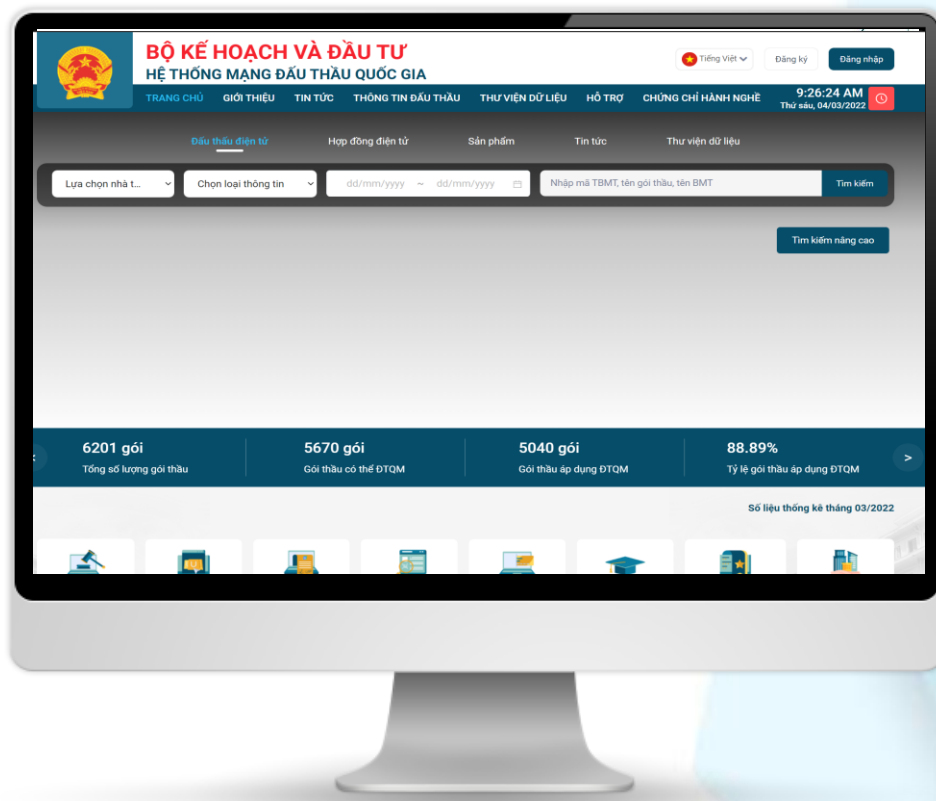 BỘ KẾ HOẠCH VÀ ĐẦU TƯ
HỆ THỐNG MẠNG ĐẤU THẦU QUỐC GIA
Tiếng Việt
Đăng ký
Đăng nhập
TRANG CHỦ GIỚI THIỆU TIN TỨC THÔNG TIN ĐẤU THẦU THƯ VIỆN DỮ LIỆU HỖ TRỢ CHỨNG CHỈ HÀNH NGHỀ
9:26:24 AM
Thứ sáu, 04/03/2022
Đấu thầu điện tử Hợp đồng điện tử Sản phẩm Tin tức Thư viện dữ liệu
Lựa chọn nhà t... Chọn loại thông tin dd/mm/yyyy ~ dd/mm/yyyy Nhập mã TBMT, tên gói thầu, tên BMT Tìm kiếm
Tìm kiếm nâng cao
< 6201 gói 5670 gói 5040 gói 88.89% >
Tổng số lượng gói thầu Gói thầu có thể ĐTQM Gói thầu áp dụng ĐTQM Tỷ lệ gói thầu áp dụng ĐTQM
Số liệu thống kê tháng 03/2022